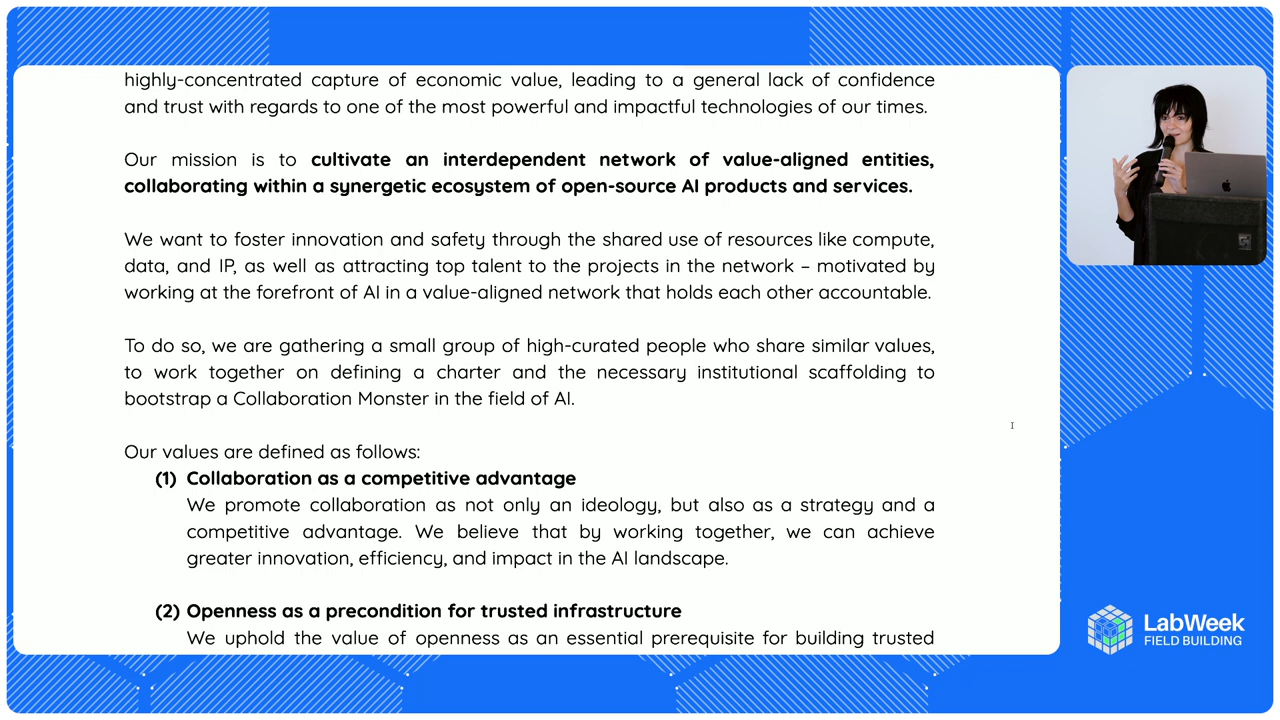 highly-concentrated capture of economic value, leading to a general lack of confidence
and trust with regards to one of the most powerful and impactful technologies of our times.
Our mission is to cultivate an interdependent network of value-aligned entities,
collaborating within a synergetic ecosystem of open-source AI products and services.
We want to foster innovation and safety through the shared use of resources like compute,
data, and IP, as well as attracting top talent to the projects in the network – motivated by
working at the forefront of AI in a value-aligned network that holds each other accountable.
To do so, we are gathering a small group of high-curated people who share similar values,
to work together on defining a charter and the necessary institutional scaffolding to
bootstrap a Collaboration Monster in the field of AI.
Our values are defined as follows:
(1) Collaboration as a competitive advantage
We promote collaboration as not only an ideology, but also as a strategy and a
competitive advantage. We believe that by working together, we can achieve
greater innovation, efficiency, and impact in the AI landscape.
(2) Openness as a precondition for trusted infrastructure
We uphold the value of openness as an essential prerequisite for building trusted
LabWeek
FIELD BUILDING